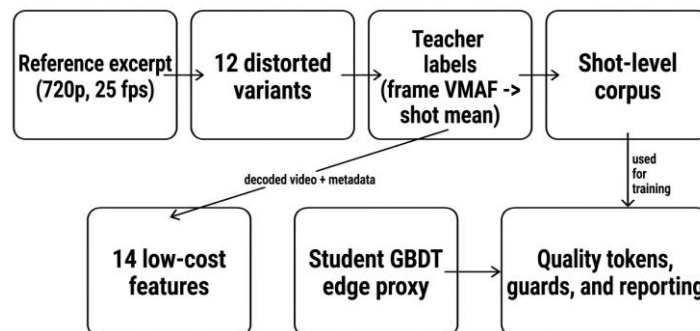 Reference excerpt
(720p, 25 fps)
12 distorted
variants
Teacher
labels
(frame VMAF ->
shot mean)
Shot-level
corpus
decoded video + metadata
used
for
training
14 low-cost
features
Student GBDT
edge proxy
Quality tokens,
guards, and reporting